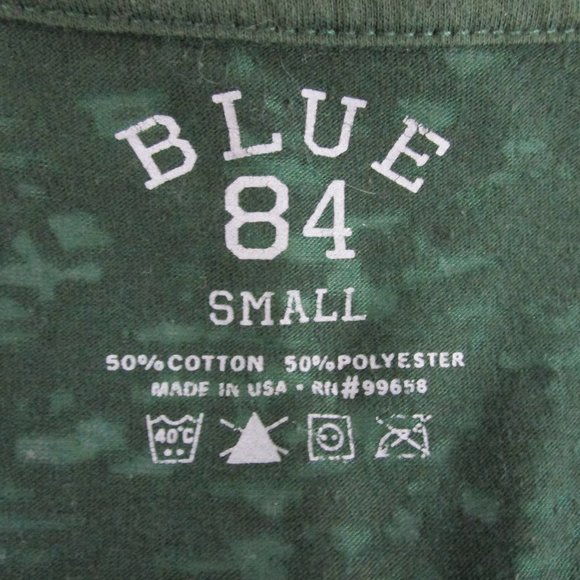 BLUE
84
SMALL
50% COTTON 50% POLYESTER
MADE IN USA • RN#99658
40°C